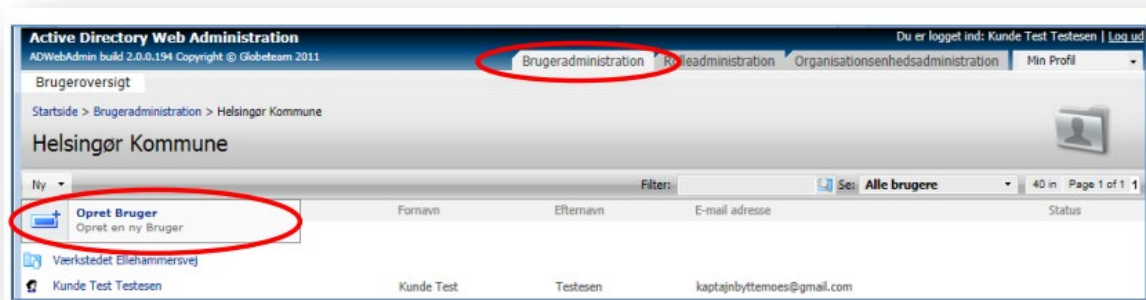 Active Directory Web Administration
Du er logget ind: Kunde Test Testesen | Log ud
ADWebAdmin build 2.0.0.194 Copyright © Globeteam 2011
Brugeradministration Rolleadministration Organisationsenhedsadministration Min Profil
Brugeroversigt
Startside > Brugeradministration > Helsingør Kommune
Helsingør Kommune
Ny Filter: Se: Alle brugere 40 in Page 1 of 1 1
Opret Bruger
Opret en ny Bruger
Fornavn Efternavn E-mail adresse Status
Værkstedet Ellehammersvej
Kunde Test Testesen Kunde Test Testesen kaptajnbyttemoes@gmail.com